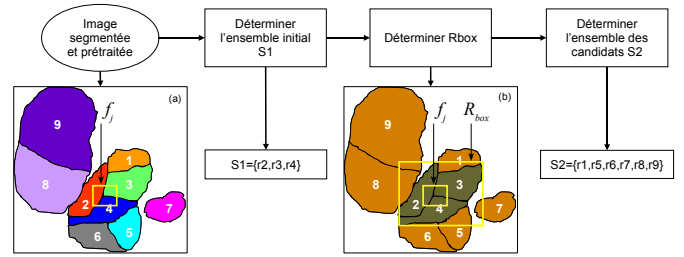 Image
segmentée
et prétraitée
Déterminer
l'ensemble initial
S1
Déterminer Rbox
Déterminer
l'ensemble des
candidats S2
(a)
f_j
9
8
1
3
2
4
7
5
6
S1={r2,r3,r4}
(b)
f_j
R_box
9
8
1
3
2
4
7
5
6
S2={r1,r5,r6,r7,r8,r9}